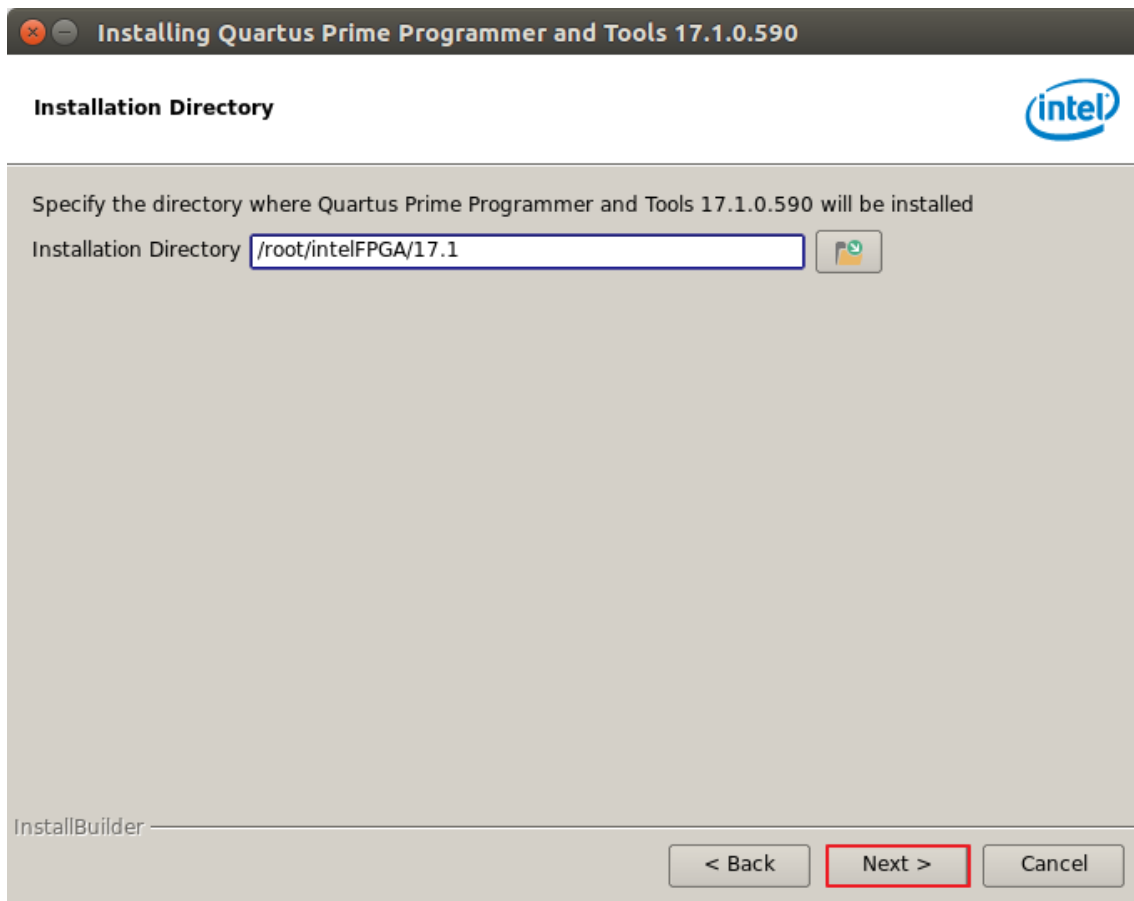 Installing Quartus Prime Programmer and Tools 17.1.0.590
Installation Directory
intel
Specify the directory where Quartus Prime Programmer and Tools 17.1.0.590 will be installed
Installation Directory /root/intelFPGA/17.1
InstallBuilder
< Back Next > Cancel